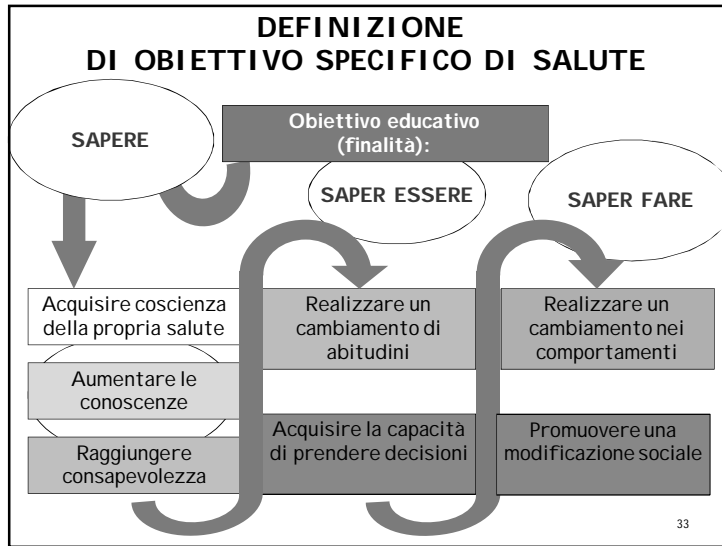 DEFINIZIONE
DI OBIETTIVO SPECIFICO DI SALUTE
SAPERE
Obiettivo educativo
(finalità):
SAPER ESSERE
SAPER FARE
Acquisire coscienza
della propria salute
Aumentare le
conoscenze
Raggiungere
consapevolezza
Realizzare un
cambiamento di
abitudini
Acquisire la capacità
di prendere decisioni
Realizzare un
cambiamento nei
comportamenti
Promuovere una
modificazione sociale
33